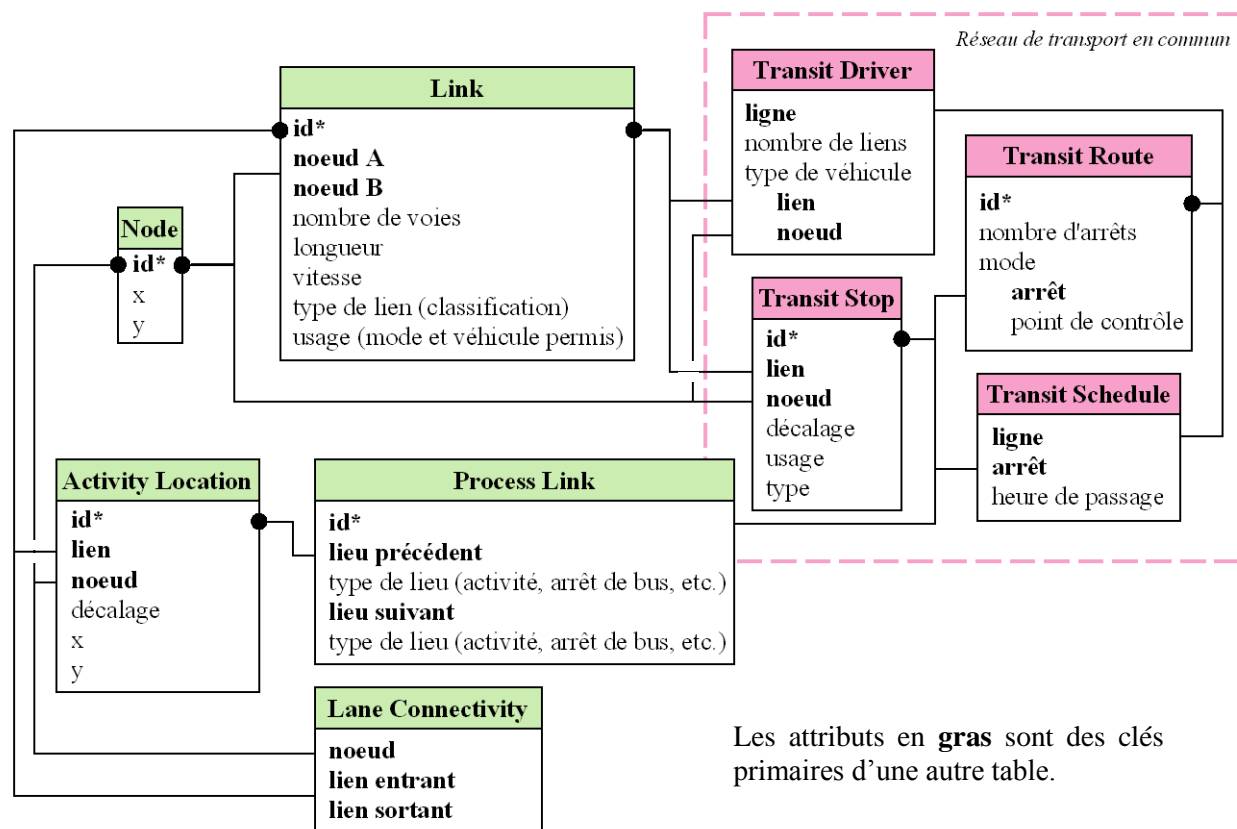 Réseau de transport en commun
Transit Driver
ligne
nombre de liens
type de véhicule
lien
noeud
Link
id*
noeud A
noeud B
nombre de voies
longueur
vitesse
type de lien (classification)
usage (mode et véhicule permis)
Transit Route
id*
nombre d'arrêts
mode
arrêt
point de contrôle
Node
id*
x
y
Transit Stop
id*
lien
noeud
décalage
usage
type
Transit Schedule
ligne
arrêt
heure de passage
Activity Location
id*
lien
noeud
décalage
x
y
Process Link
id*
lieu précédent
type de lieu (activité, arrêt de bus, etc.)
lieu suivant
type de lieu (activité, arrêt de bus, etc.)
Lane Connectivity
noeud
lien entrant
lien sortant
Les attributs en gras sont des clés
primaires d'une autre table.